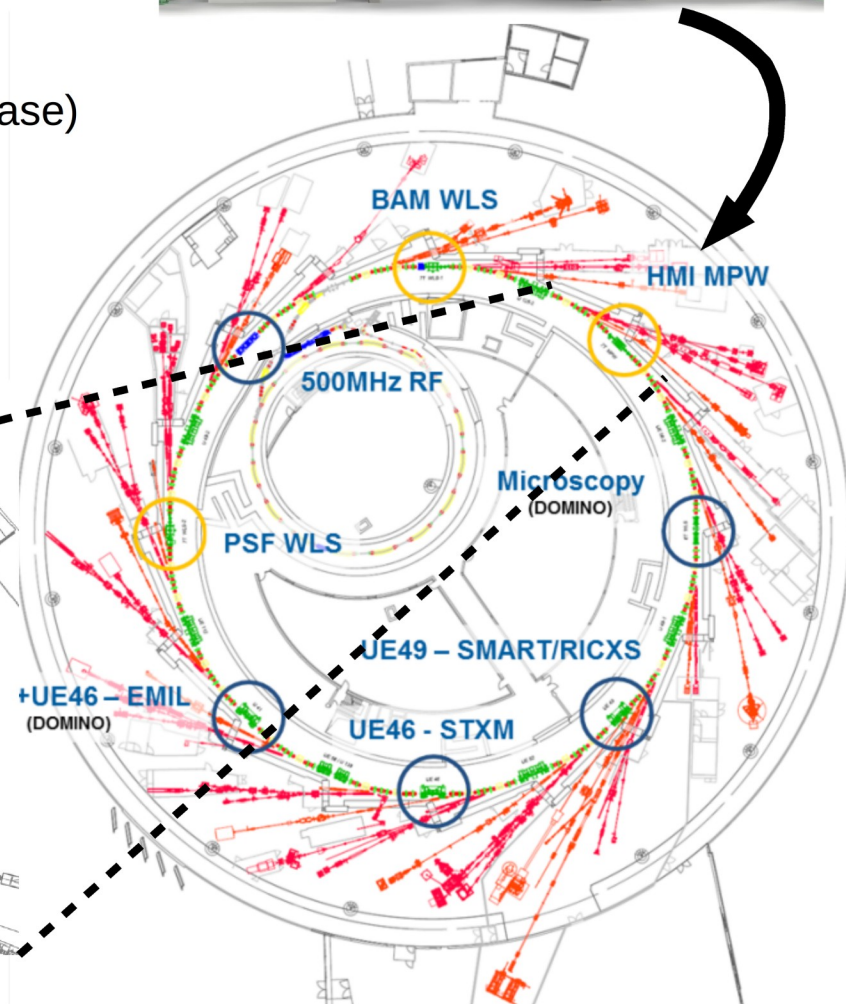 ase)
BAM WLS
HMI MPW
500MHz RF
Microscopy
(DOMINO)
PSF WLS
UE49 – SMART/RICXS
+UE46 – EMIL
(DOMINO)
UE46 - STXM